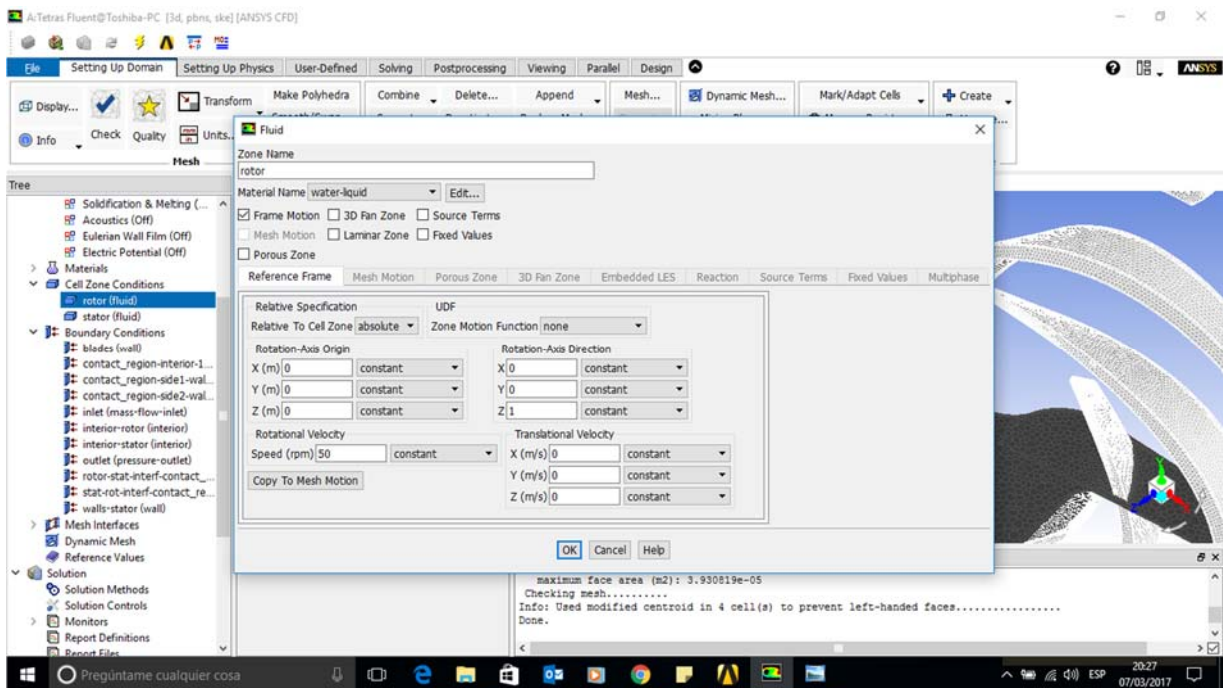 A:Tetras Fluent@Toshiba-PC [3d, pbns, ske] [ANSYS CFD]
File Setting Up Domain Setting Up Physics User-Defined Solving Postprocessing Viewing Parallel Design ANSYS
Display... Transform Make Polyhedra Combine Delete... Append Mesh... Dynamic Mesh... Mark/Adapt Cells Create
Info Check Quality Units...
Mesh
Tree
Solidification & Melting (...
Acoustics (Off)
Eulerian Wall Film (Off)
Electric Potential (Off)
Materials
Cell Zone Conditions
rotor (fluid)
stator (fluid)
Boundary Conditions
blades (wall)
contact_region-interior-1...
contact_region-side1-wal...
contact_region-side2-wal...
inlet (mass-flow-inlet)
interior-rotor (interior)
interior-stator (interior)
outlet (pressure-outlet)
rotor-stat-interf-contact_...
stat-rot-interf-contact_re...
walls-stator (wall)
Mesh Interfaces
Dynamic Mesh
Reference Values
Solution
Solution Methods
Solution Controls
Monitors
Report Definitions
Report Files
Fluid
Zone Name
rotor
Material Name water-liquid Edit...
Frame Motion 3D Fan Zone Source Terms
Mesh Motion Laminar Zone Fixed Values
Porous Zone
Reference Frame Mesh Motion Porous Zone 3D Fan Zone Embedded LES Reaction Source Terms Fixed Values Multiphase
Relative Specification UDF
Relative To Cell Zone absolute Zone Motion Function none
Rotation-Axis Origin Rotation-Axis Direction
X (m) 0 constant X 0 constant
Y (m) 0 constant Y 0 constant
Z (m) 0 constant Z 1 constant
Rotational Velocity Translational Velocity
Speed (rpm) 50 constant X (m/s) 0 constant
Copy To Mesh Motion Y (m/s) 0 constant
Z (m/s) 0 constant
OK Cancel Help
maximum face area (m2): 3.930819e-05
Checking mesh..........
Info: Used modified centroid in 4 cell(s) to prevent left-handed faces.................
Done.
Pregúntame cualquier cosa
ESP 20:27
07/03/2017